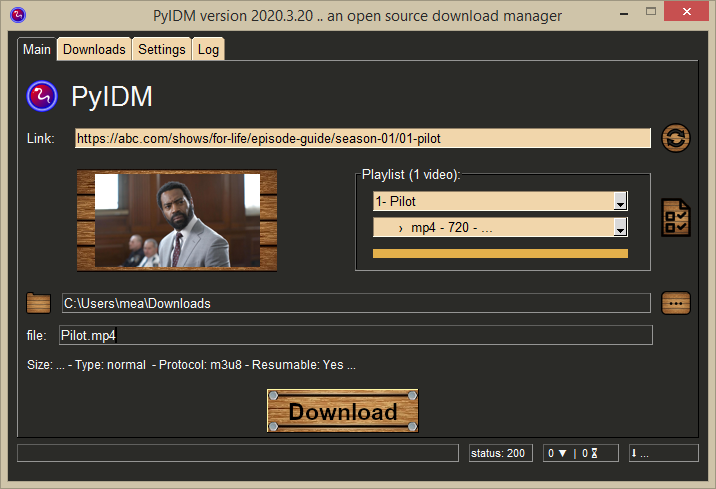 PyIDM version 2020.3.20 .. an open source download manager
Main Downloads Settings Log
PyIDM
Link: https://abc.com/shows/for-life/episode-guide/season-01/01-pilot
Playlist (1 video):
1- Pilot
› mp4 - 720 - ...
C:\Users\mea\Downloads
file: Pilot.mp4
Size: ... - Type: normal - Protocol: m3u8 - Resumable: Yes ...
Download
status: 200 0 ▼ | 0 ⌛ ⬇ ...